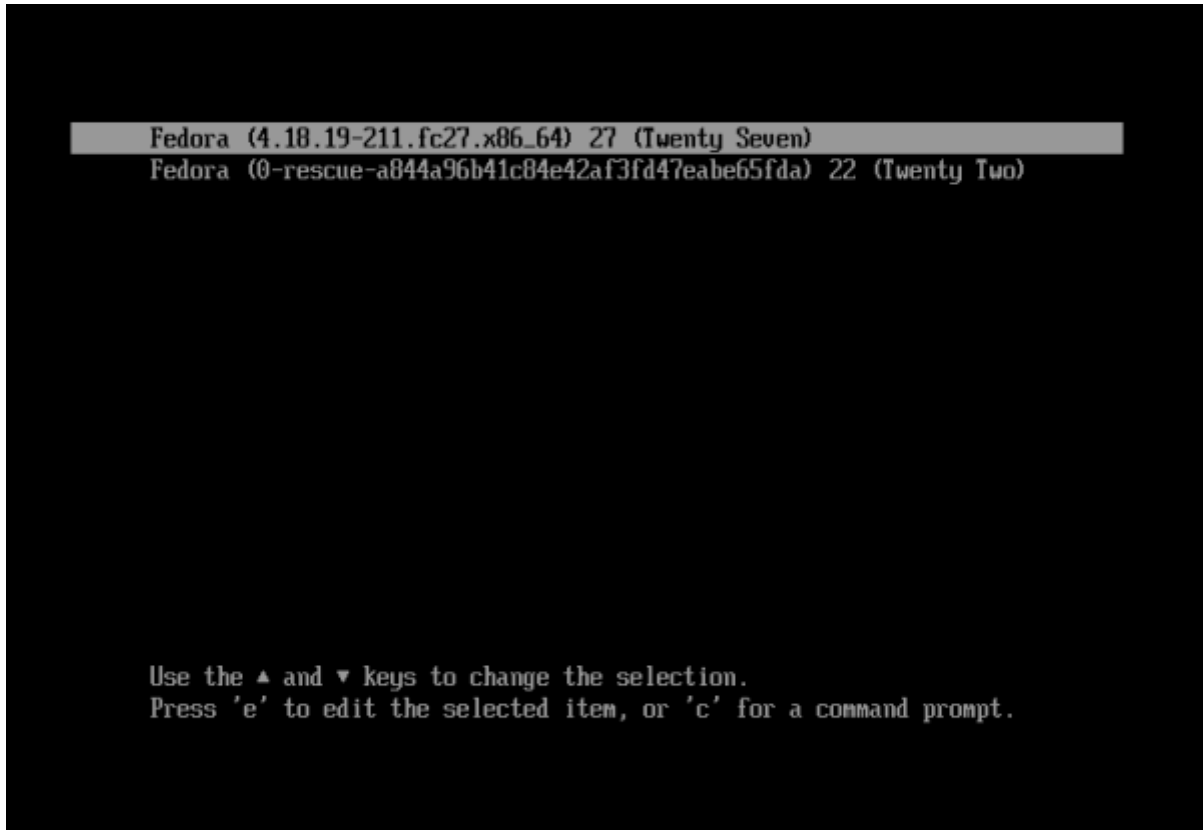 Fedora (4.18.19-211.fc27.x86_64) 27 (Twenty Seven)
Fedora (0-rescue-a844a96b41c84e42af3fd47eabe65fda) 22 (Twenty Two)
Use the ▲ and ▼ keys to change the selection.
Press 'e' to edit the selected item, or 'c' for a command prompt.